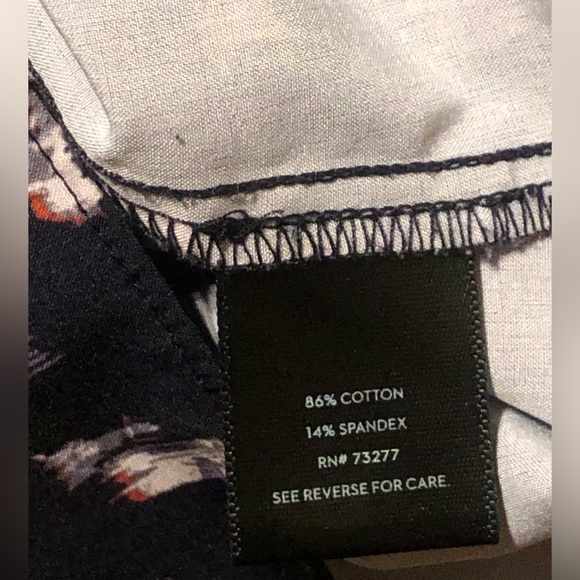 86% COTTON
14% SPANDEX
RN# 73277
SEE REVERSE FOR CARE.